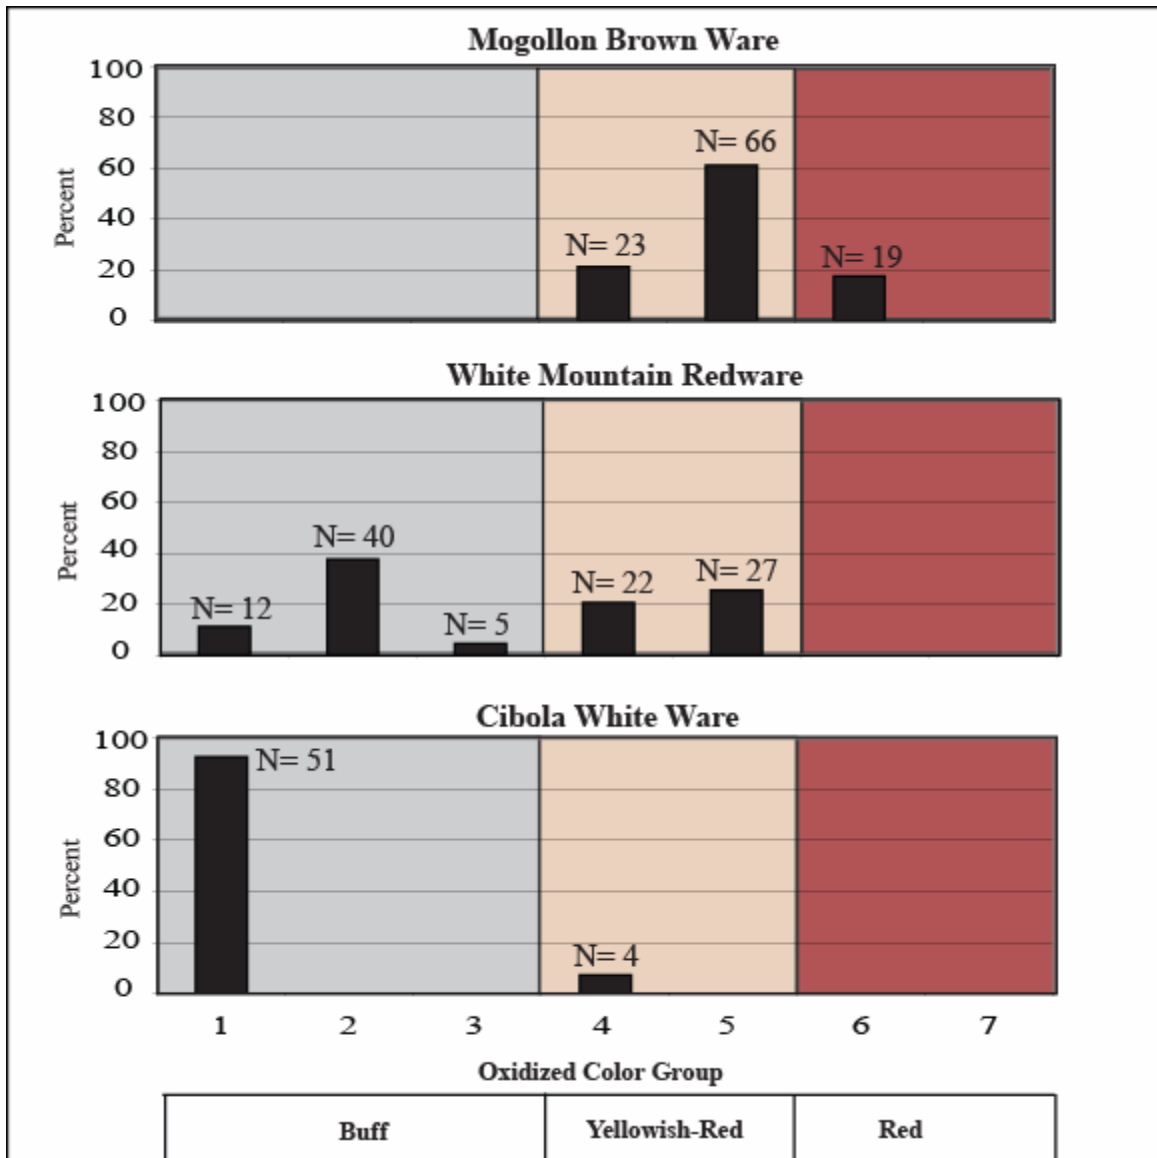 Mogollon Brown Ware
100
80
60
40
20
0
Percent
N= 23
N= 66
N= 19
White Mountain Redware
100
80
60
40
20
0
Percent
N= 12
N= 40
N= 5
N= 22
N= 27
Cibola White Ware
100
80
60
40
20
0
Percent
N= 51
N= 4
1 2 3 4 5 6 7
Oxidized Color Group
Buff Yellowish-Red Red